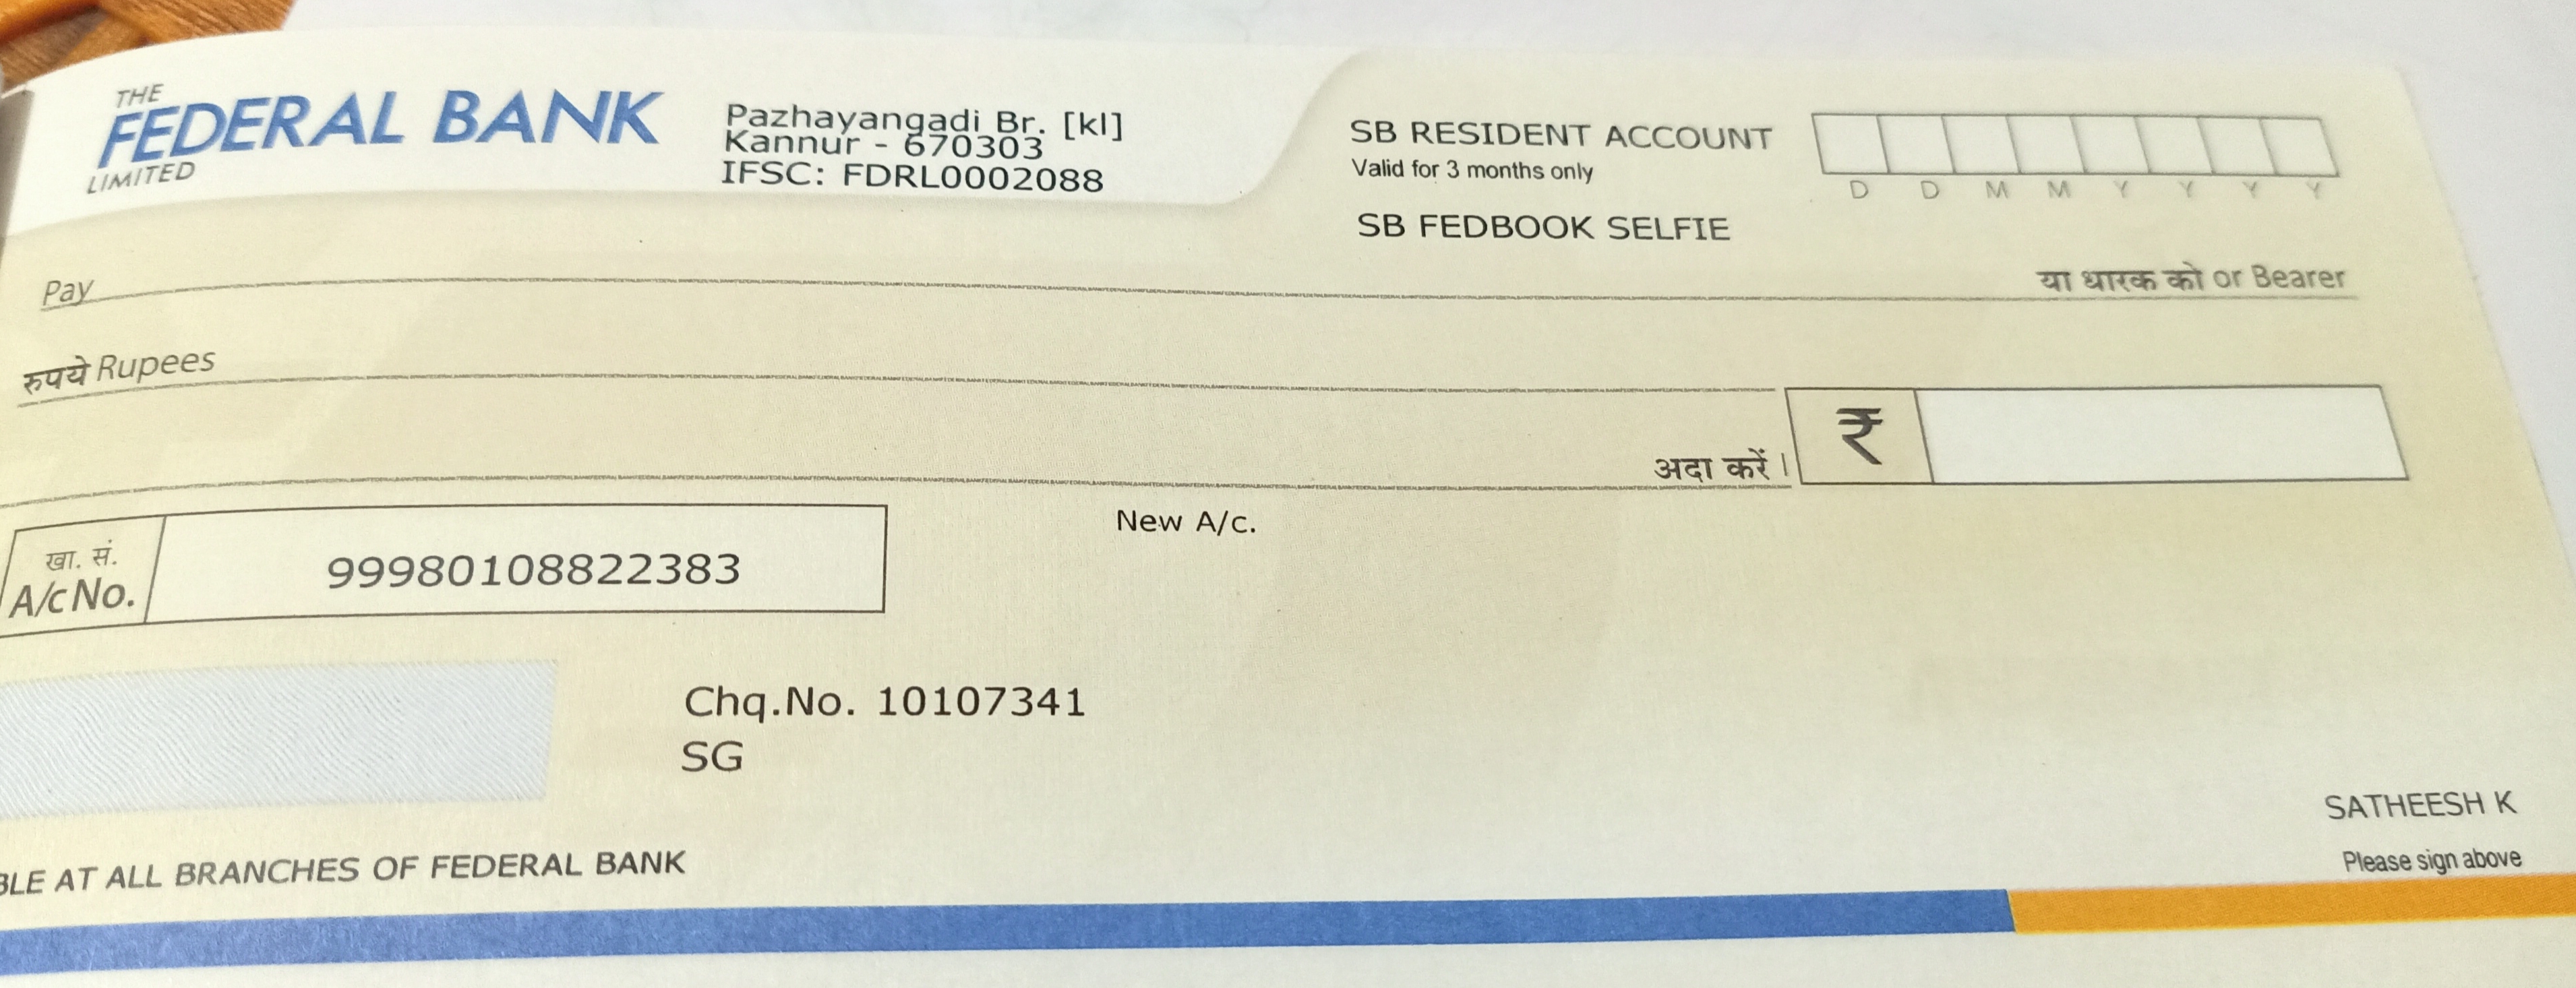 THE
FEDERAL BANK
LIMITED
Pazhayangadi Br. [kl]
Kannur - 670303
IFSC: FDRL0002088
SB RESIDENT ACCOUNT
Valid for 3 months only
SB FEDBOOK SELFIE
D D M M Y Y Y Y
Pay
या धारक को or Bearer
रुपये Rupees
अदा करें।
₹
खा. सं.
A/c No.
99980108822383
New A/c.
Chq.No. 10107341
SG
SATHEESH K
Please sign above
BLE AT ALL BRANCHES OF FEDERAL BANK